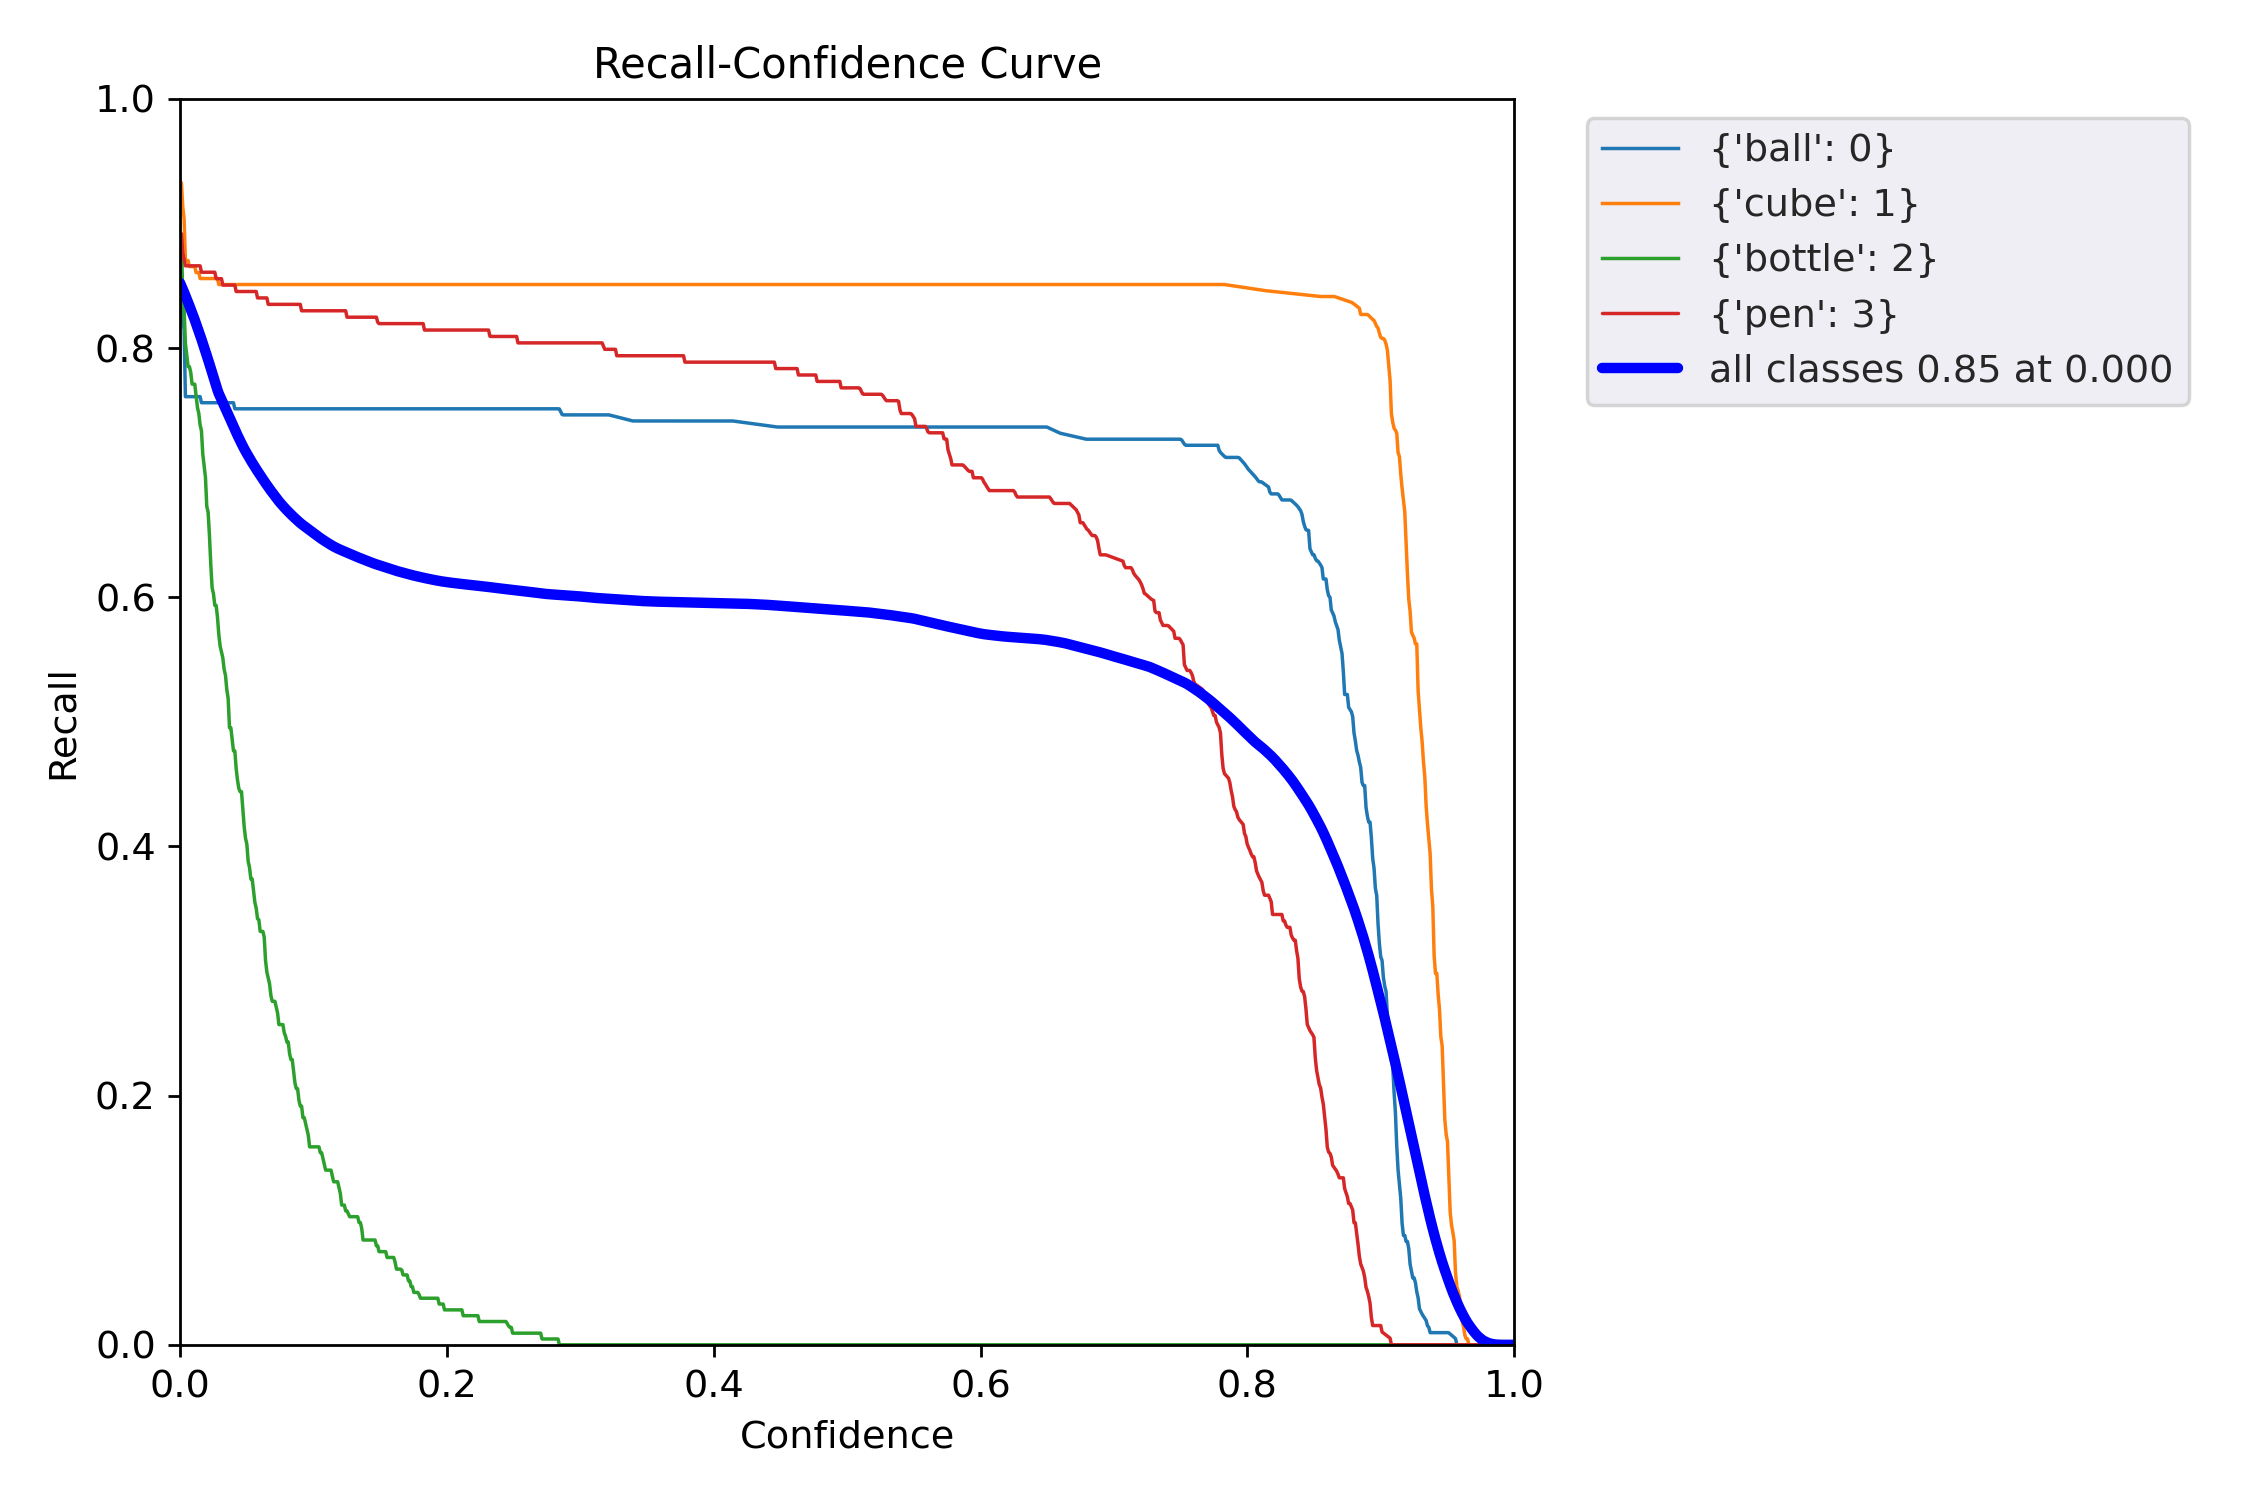 Recall-Confidence Curve
1.0
0.8
0.6
0.4
0.2
0.0
Recall
0.0 0.2 0.4 0.6 0.8 1.0
Confidence
{'ball': 0}
{'cube': 1}
{'bottle': 2}
{'pen': 3}
all classes 0.85 at 0.000